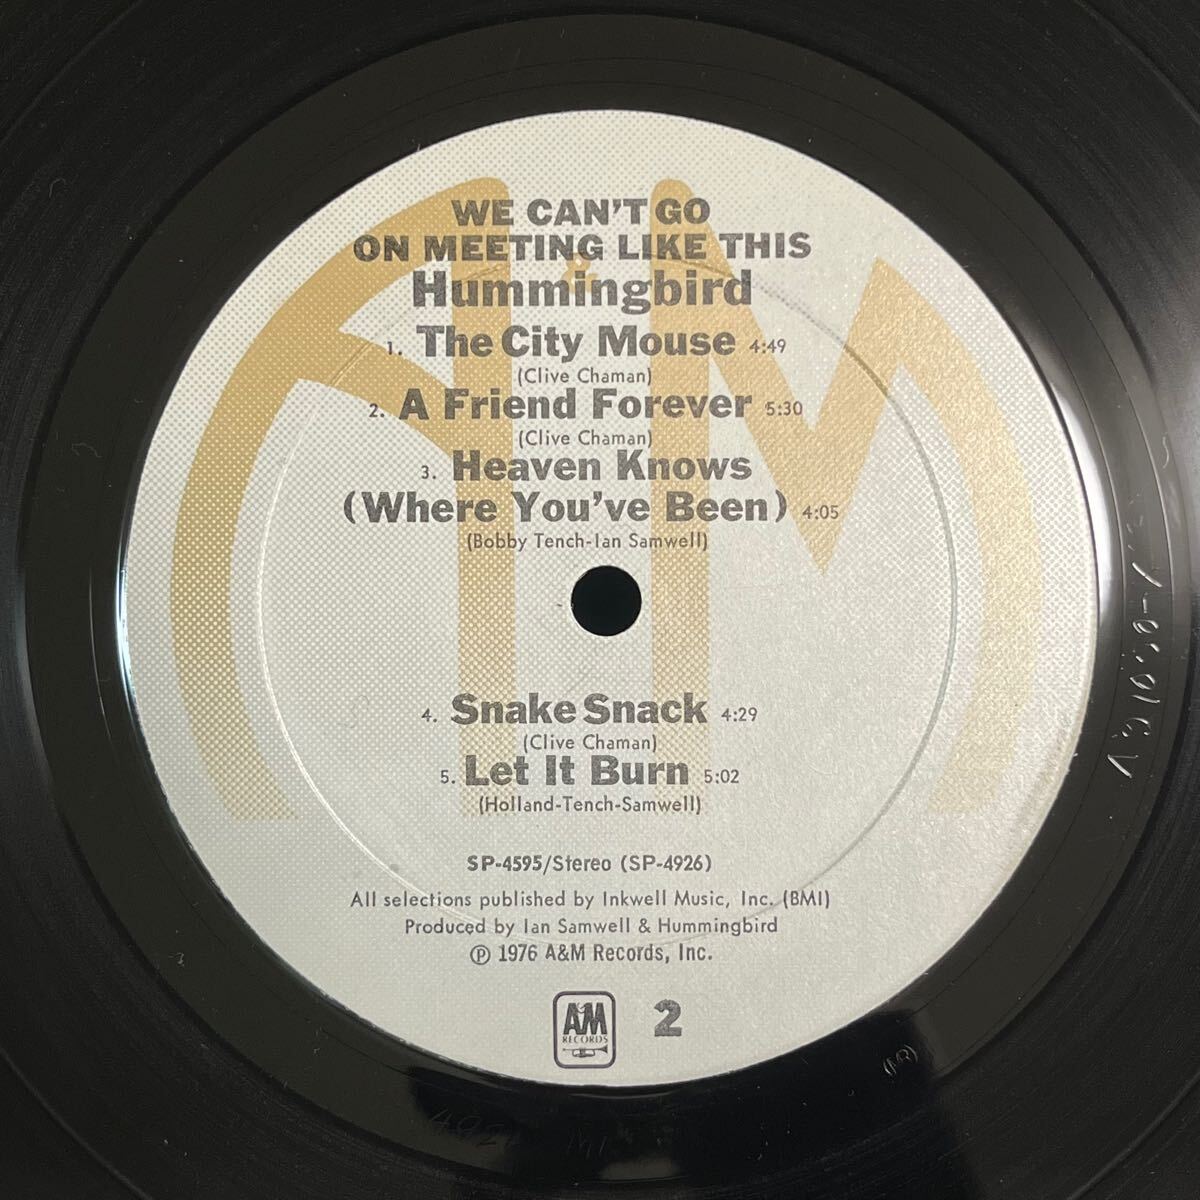 WE CAN'T GO
ON MEETING LIKE THIS
&
Hummingbird
1. The City Mouse 4:49
(Clive Chaman)
2. A Friend Forever 5:30
(Clive Chaman)
3. Heaven Knows
(Where You've Been) 4:05
(Bobby Tench-Ian Samwell)
4. Snake Snack 4:29
(Clive Chaman)
5. Let It Burn 5:02
(Holland-Tench-Samwell)
SP-4595/Stereo (SP-4926)
All selections published by Inkwell Music, Inc. (BMI)
Produced by Ian Samwell & Hummingbird
℗ 1976 A&M Records, Inc.
A&M
RECORDS
2
(MR)